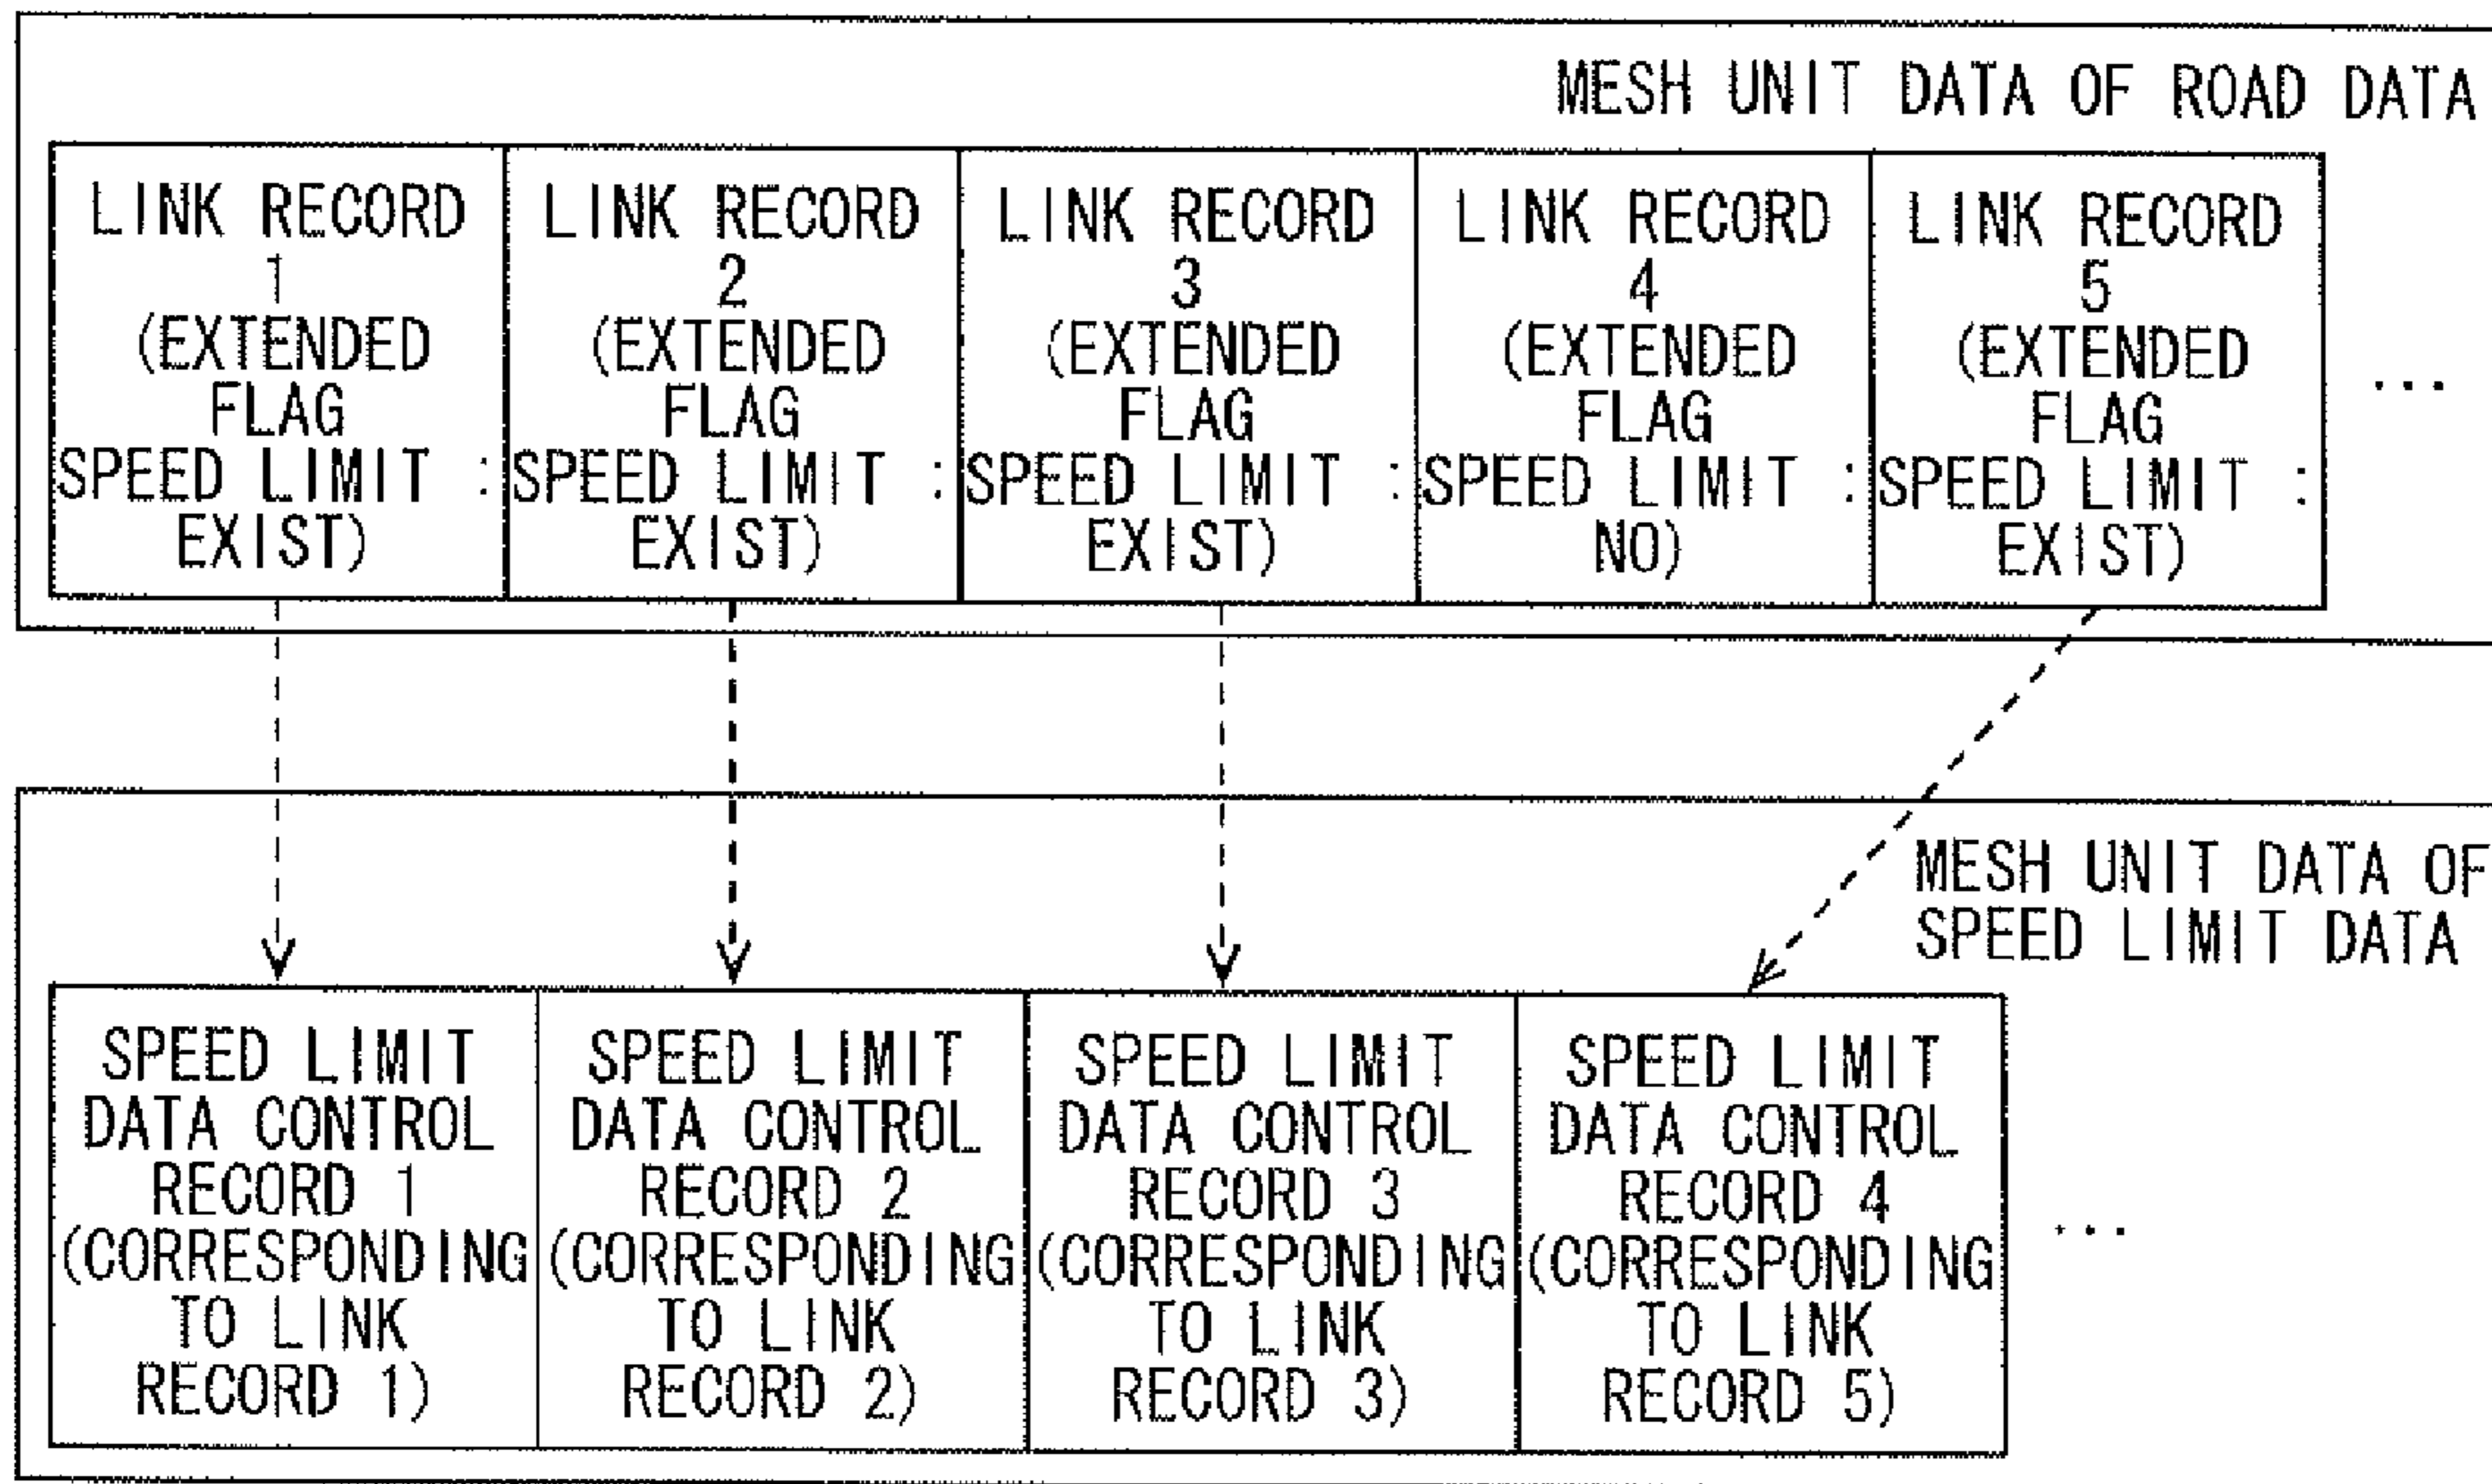 MESH UNIT DATA OF ROAD DATA
LINK RECORD
1
(EXTENDED
FLAG
SPEED LIMIT :
EXIST)
LINK RECORD
2
(EXTENDED
FLAG
SPEED LIMIT :
EXIST)
LINK RECORD
3
(EXTENDED
FLAG
SPEED LIMIT :
EXIST)
LINK RECORD
4
(EXTENDED
FLAG
SPEED LIMIT :
NO)
LINK RECORD
5
(EXTENDED
FLAG
SPEED LIMIT :
EXIST)
...
MESH UNIT DATA OF
SPEED LIMIT DATA
SPEED LIMIT
DATA CONTROL
RECORD 1
(CORRESPONDING
TO LINK
RECORD 1)
SPEED LIMIT
DATA CONTROL
RECORD 2
(CORRESPONDING
TO LINK
RECORD 2)
SPEED LIMIT
DATA CONTROL
RECORD 3
(CORRESPONDING
TO LINK
RECORD 3)
SPEED LIMIT
DATA CONTROL
RECORD 4
(CORRESPONDING
TO LINK
RECORD 5)
...